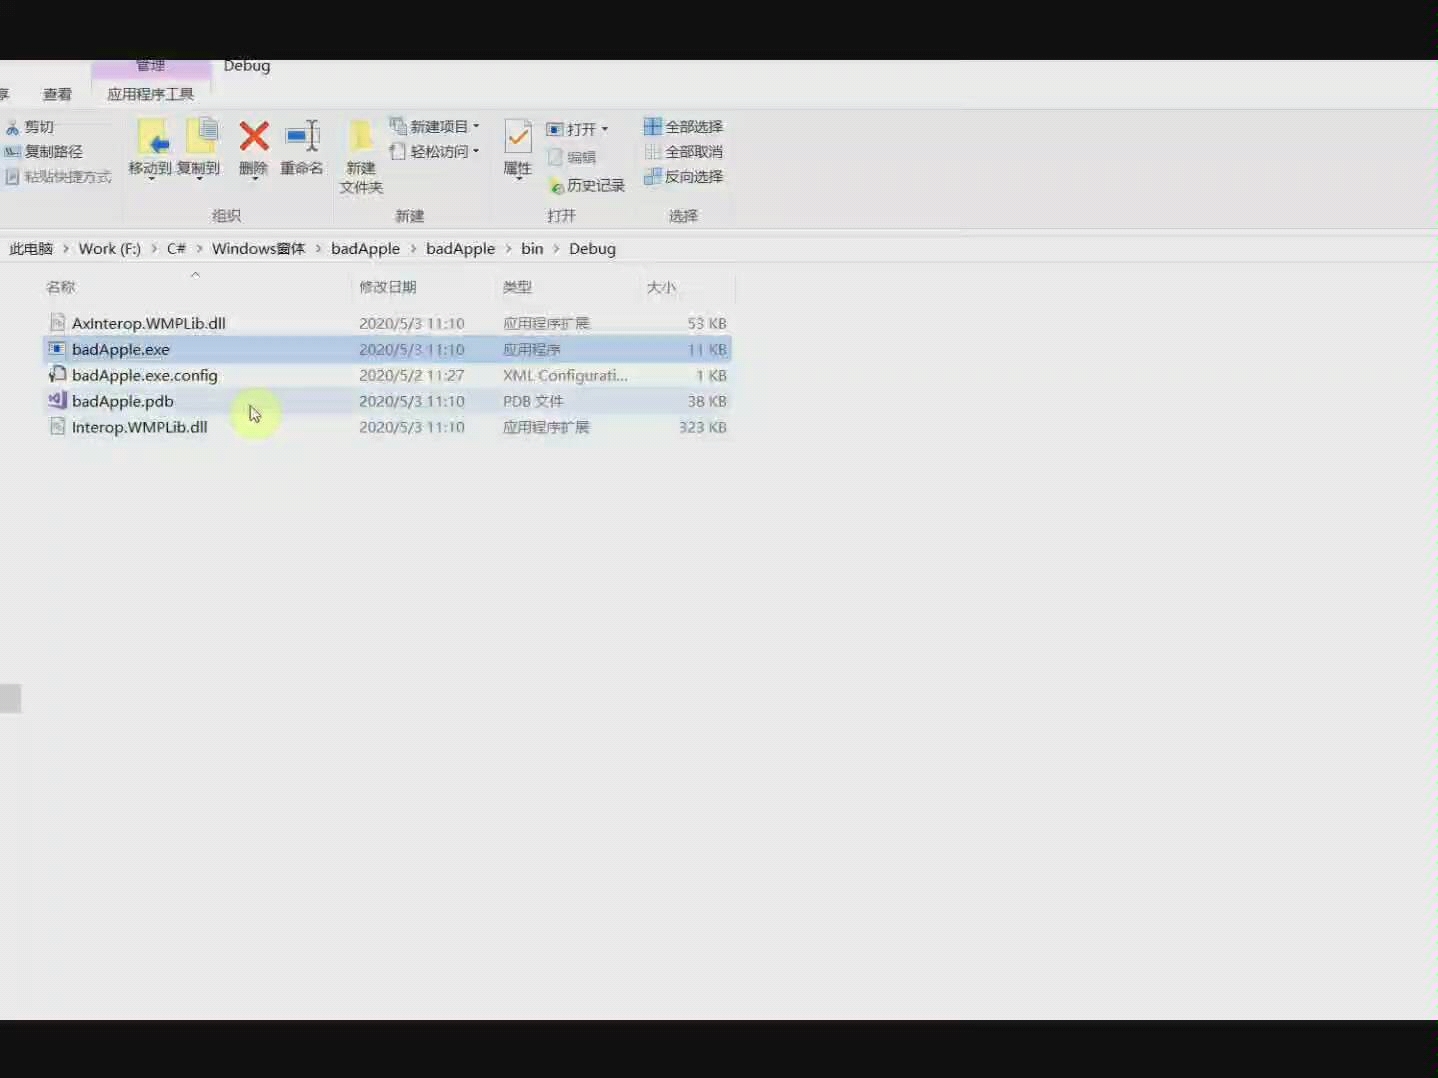 管理 Debug
享 查看 应用程序工具
剪切
复制路径
粘贴快捷方式
移动到 复制到 删除 重命名
新建
文件夹
新建项目
轻松访问
属性
打开
编辑
历史记录
全部选择
全部取消
反向选择
组织 新建 打开 选择
此电脑 > Work (F:) > C# > Windows窗体 > badApple > badApple > bin > Debug
名称 修改日期 类型 大小
AxInterop.WMPLib.dll 2020/5/3 11:10 应用程序扩展 53 KB
badApple.exe 2020/5/3 11:10 应用程序 11 KB
badApple.exe.config 2020/5/2 11:27 XML Configurati... 1 KB
badApple.pdb 2020/5/3 11:10 PDB 文件 38 KB
Interop.WMPLib.dll 2020/5/3 11:10 应用程序扩展 323 KB